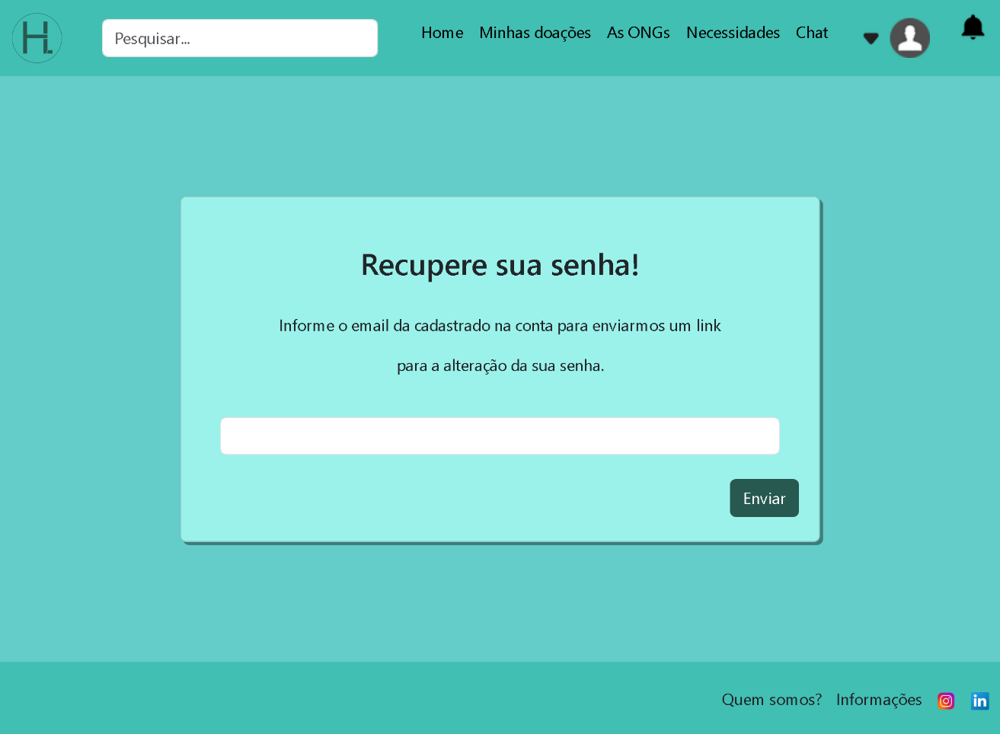 HL
Pesquisar...
Home Minhas doações As ONGs Necessidades Chat
Recupere sua senha!
Informe o email da cadastrado na conta para enviarmos um link
para a alteração da sua senha.
Enviar
Quem somos? Informações in